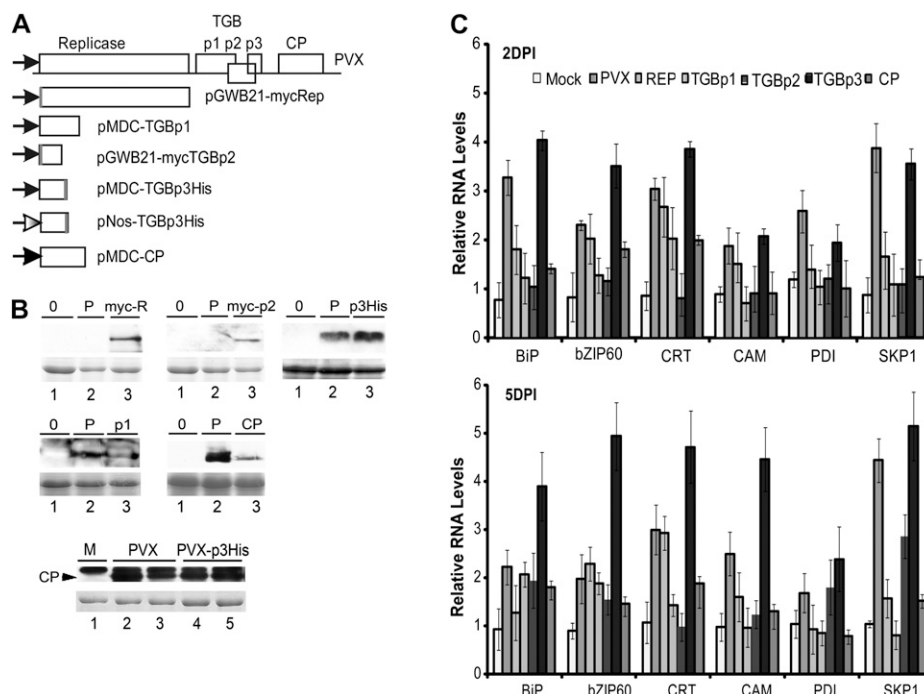 A
TGB
Replicase p1 p2 p3 CP
PVX
pGWB21-mycRep
pMDC-TGBp1
pGWB21-mycTGBp2
pMDC-TGBp3His
pNos-TGBp3His
pMDC-CP
B
0 P myc-R
1 2 3
0 P myc-p2
1 2 3
0 P p3His
1 2 3
0 P p1
1 2 3
0 P CP
1 2 3
M PVX PVX-p3His
CP
1 2 3 4 5
C
2DPI
Mock PVX REP TGBp1 TGBp2 TGBp3 CP
Relative RNA Levels
6
5
4
3
2
1
0
BiP bZIP60 CRT CAM PDI SKP1
5DPI
Relative RNA Levels
6
5
4
3
2
1
0
BiP bZIP60 CRT CAM PDI SKP1